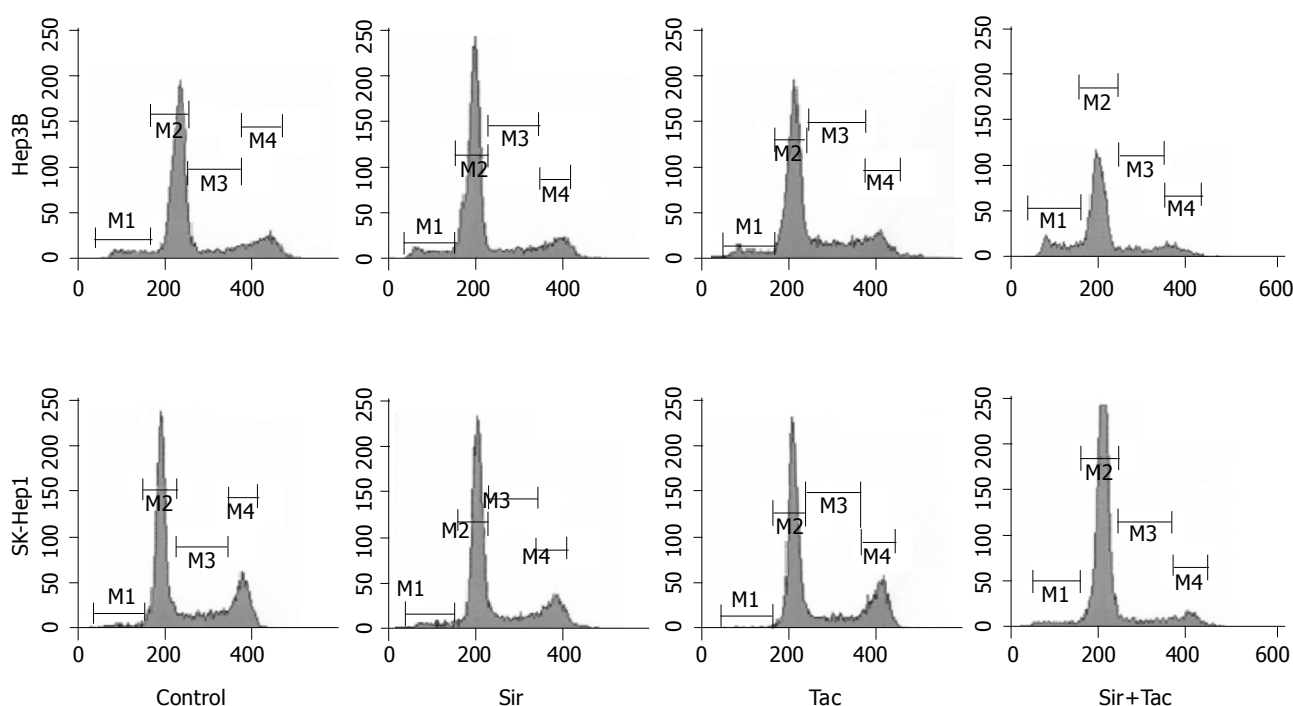 Hep3B
250
200
150
100
50
0
M1
M2
M3
M4
0 200 400
250
200
150
100
50
0
M1
M2
M3
M4
0 200 400
250
200
150
100
50
0
M1
M2
M3
M4
0 200 400
250
200
150
100
50
0
M1
M2
M3
M4
0 200 400 600
SK-Hep1
250
200
150
100
50
0
M1
M2
M3
M4
0 200 400
Control
250
200
150
100
50
0
M1
M2
M3
M4
0 200 400
Sir
250
200
150
100
50
0
M1
M2
M3
M4
0 200 400
Tac
250
200
150
100
50
0
M1
M2
M3
M4
0 200 400 600
Sir+Tac